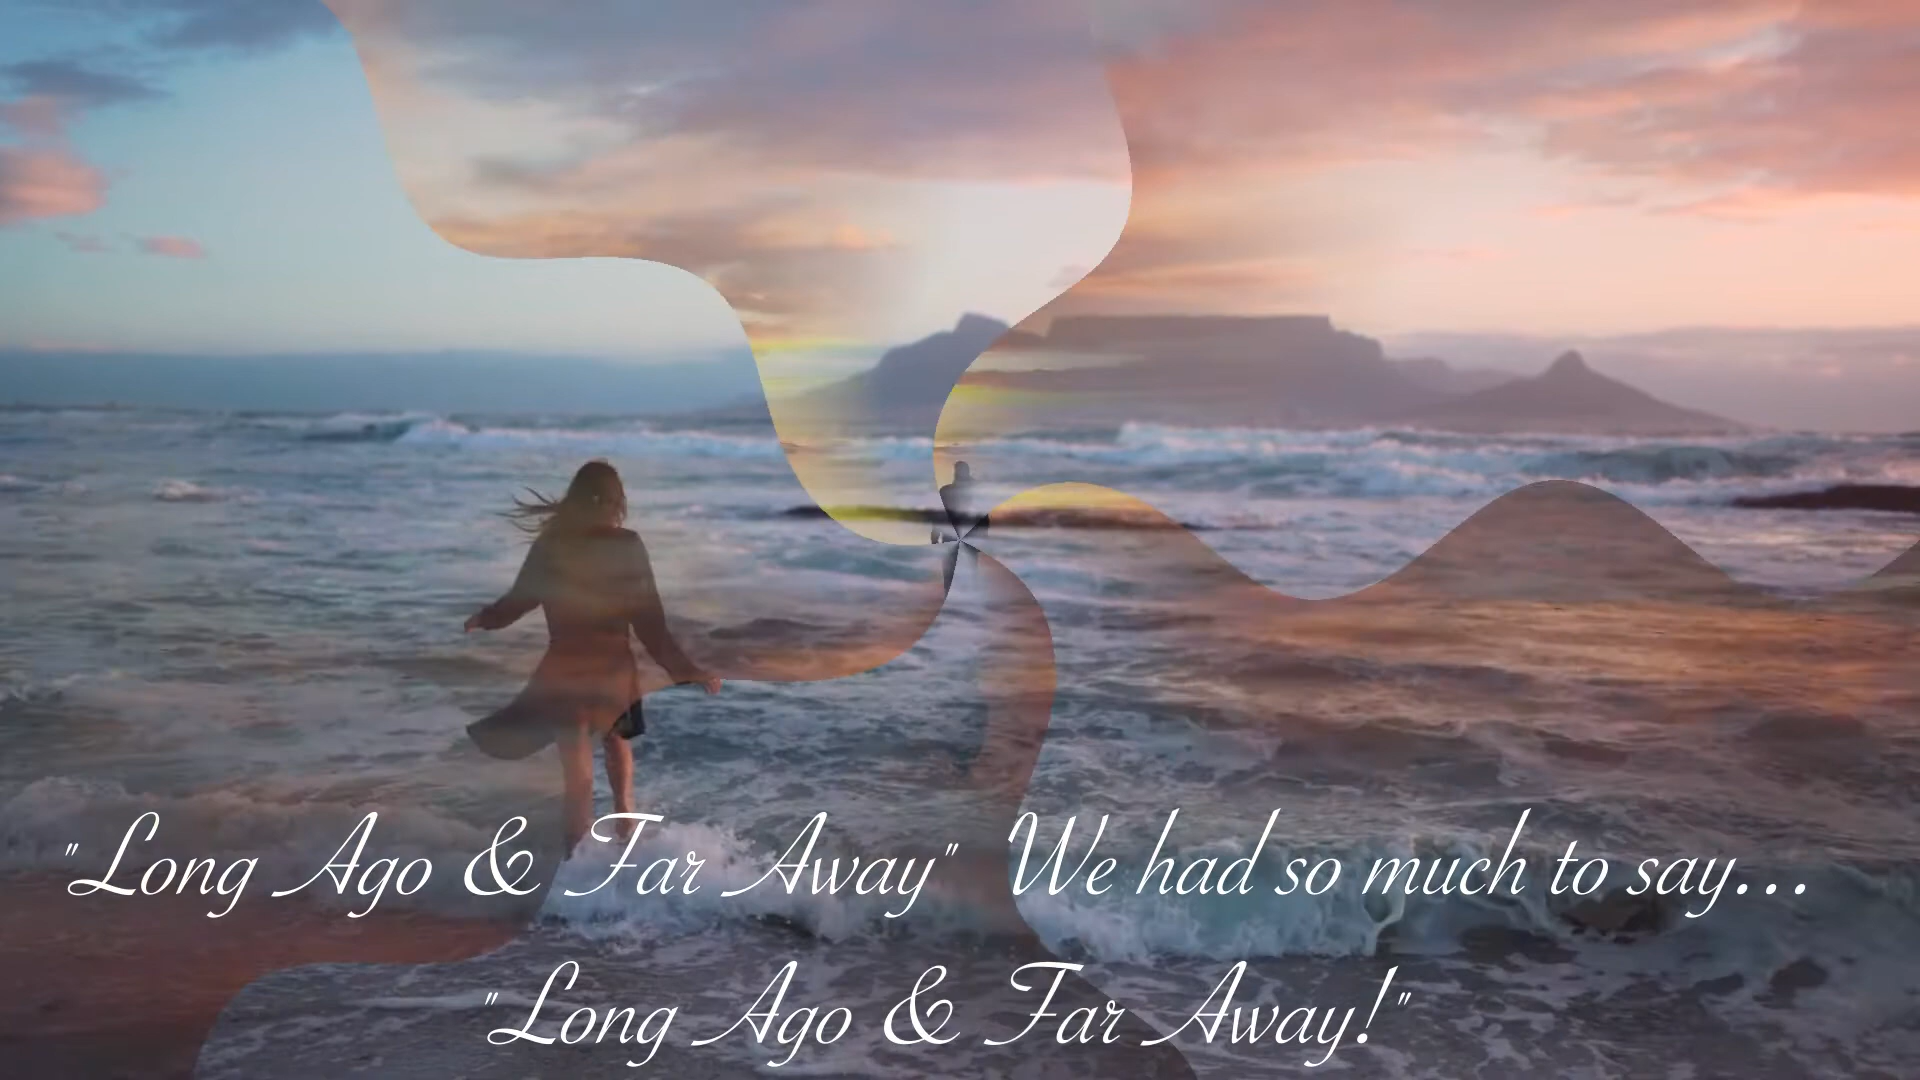 "Long Ago & Far Away" We had so much to say...
"Long Ago & Far Away!"